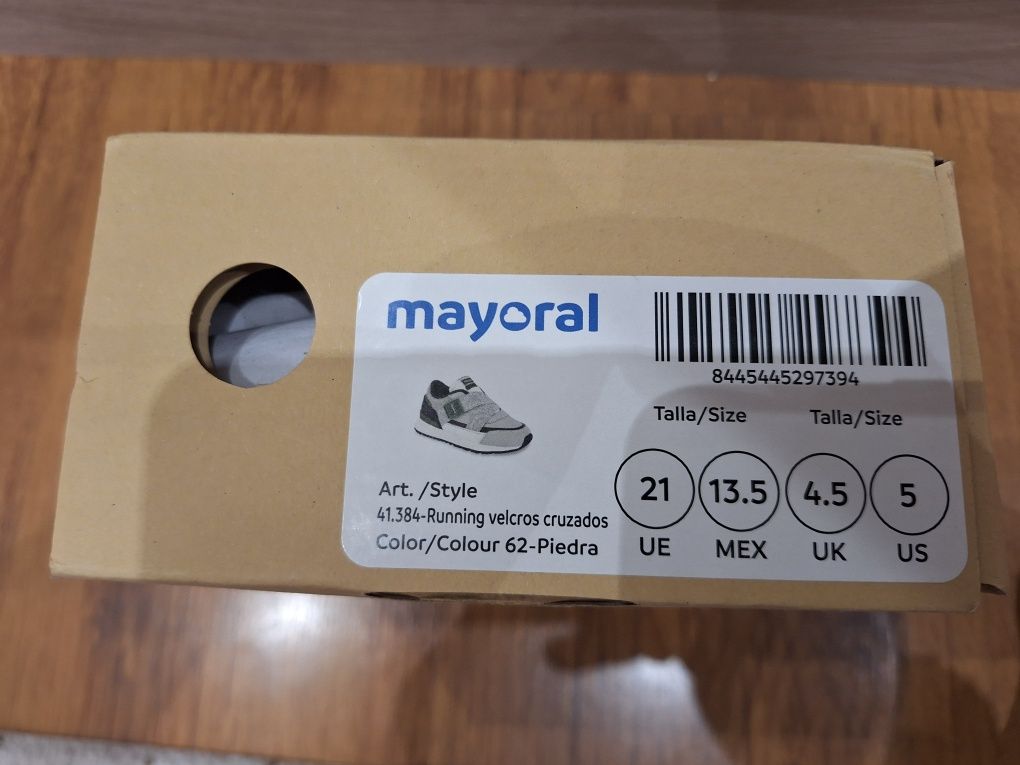 mayoral
8445445297394
Talla/Size Talla/Size
Art. /Style
41.384-Running velcros cruzados
Color/Colour 62-Piedra
21 13.5 4.5 5
UE MEX UK US